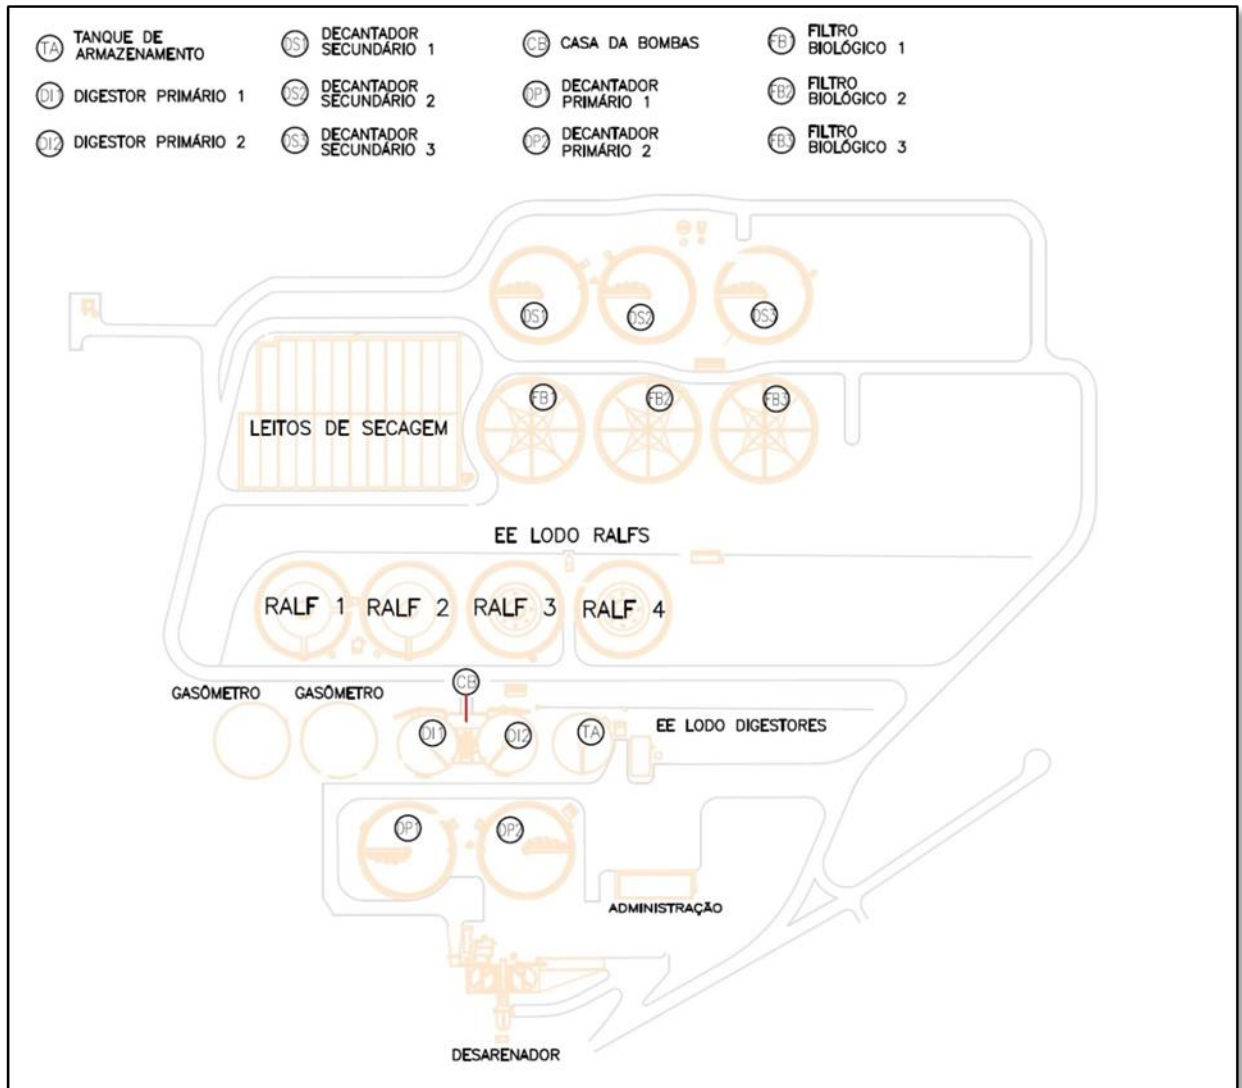 TA TANQUE DE
ARMAZENAMENTO
DI1 DIGESTOR PRIMÁRIO 1
DI2 DIGESTOR PRIMÁRIO 2
DS1 DECANTADOR
SECUNDÁRIO 1
DS2 DECANTADOR
SECUNDÁRIO 2
DS3 DECANTADOR
SECUNDÁRIO 3
CB CASA DA BOMBAS
DP1 DECANTADOR
PRIMÁRIO 1
DP2 DECANTADOR
PRIMÁRIO 2
FB1 FILTRO
BIOLÓGICO 1
FB2 FILTRO
BIOLÓGICO 2
FB3 FILTRO
BIOLÓGICO 3
DS1 DS2 DS3
FB1 FB2 FB3
LEITOS DE SECAGEM
EE LODO RALFS
RALF 1 RALF 2 RALF 3 RALF 4
CB
GASÔMETRO GASÔMETRO
DI1 DI2 TA EE LODO DIGESTORES
DP1 DP2
ADMINISTRAÇÃO
DESARENADOR